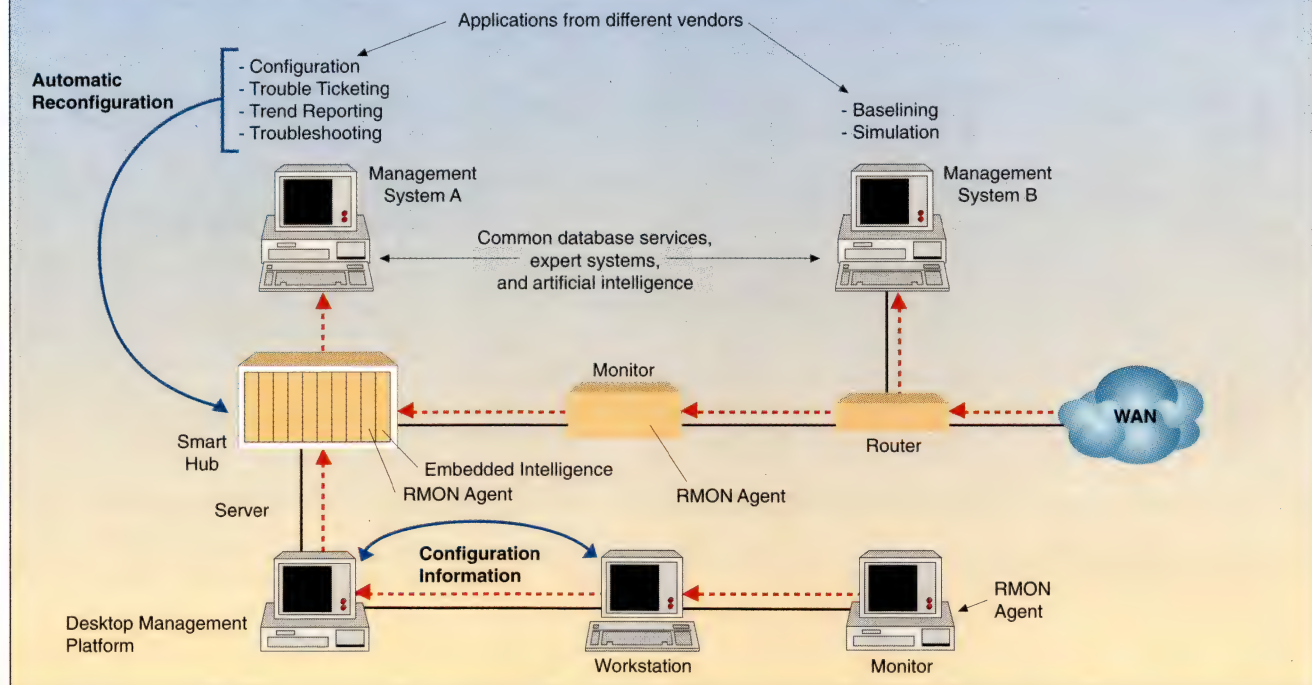 Applications from different vendors
Automatic
Reconfiguration
- Configuration
- Trouble Ticketing
- Trend Reporting
- Troubleshooting
- Baselining
- Simulation
Management
System A
Management
System B
Common database services,
expert systems,
and artificial intelligence
Monitor
WAN
Smart
Hub
Router
Embedded Intelligence
RMON Agent
RMON Agent
Server
Configuration
Information
RMON
Agent
Desktop Management
Platform
Workstation
Monitor